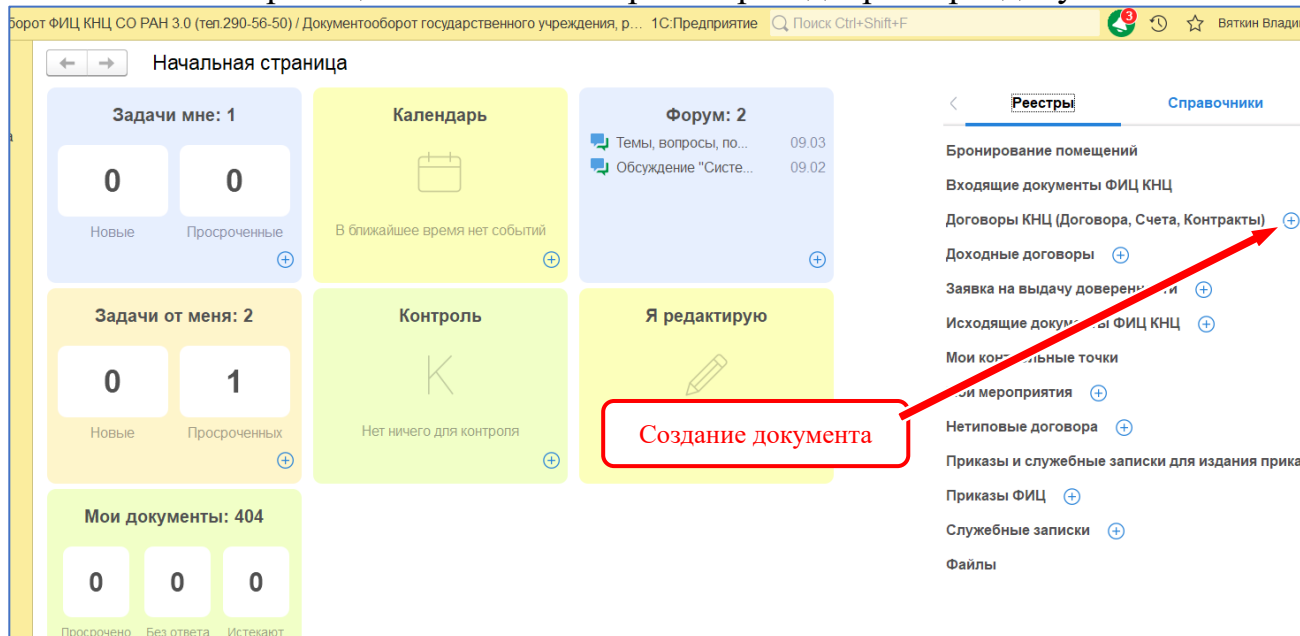 борот ФИЦ КНЦ СО РАН 3.0 (тел.290-56-50) / Документооборот государственного учреждения, р... 1С:Предприятие Поиск Ctrl+Shift+F 3 Вяткин Влади
Начальная страница
Задачи мне: 1
0 0
Новые Просроченные
Календарь
В ближайшее время нет событий
Форум: 2
Темы, вопросы, по... 09.03
Обсуждение "Систе... 09.02
Задачи от меня: 2
0 1
Новые Просроченных
Контроль
Нет ничего для контроля
Я редактирую
Создание документа
Мои документы: 404
0 0 0
Просрочено Без ответа Истекают
Реестры Справочники
Бронирование помещений
Входящие документы ФИЦ КНЦ
Договоры КНЦ (Договора, Счета, Контракты)
Доходные договоры
Заявка на выдачу доверенности
Исходящие документы ФИЦ КНЦ
Мои контрольные точки
Мои мероприятия
Нетиповые договора
Приказы и служебные записки для издания прика
Приказы ФИЦ
Служебные записки
Файлы